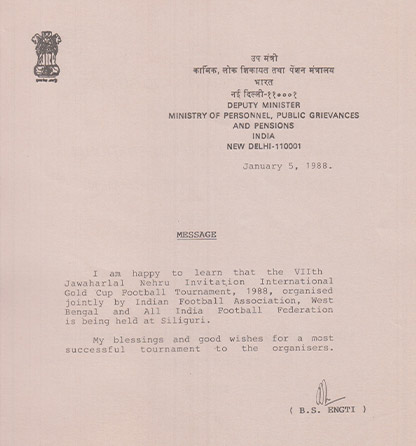 उप मंत्री
कार्मिक, लोक शिकायत तथा पेंशन मंत्रालय
भारत
नई दिल्ली-११०००१
DEPUTY MINISTER
MINISTRY OF PERSONNEL, PUBLIC GRIEVANCES
AND PENSIONS
INDIA
NEW DELHI-110001
January 5, 1988.
MESSAGE
I am happy to learn that the VIIth
Jawaharlal Nehru Invitation International
Gold Cup Football Tournament, 1988, organised
jointly by Indian Football Association, West
Bengal and All India Football Federation
is being held at Siliguri.
My blessings and good wishes for a most
successful tournament to the organisers.
( B.S. ENGTI )